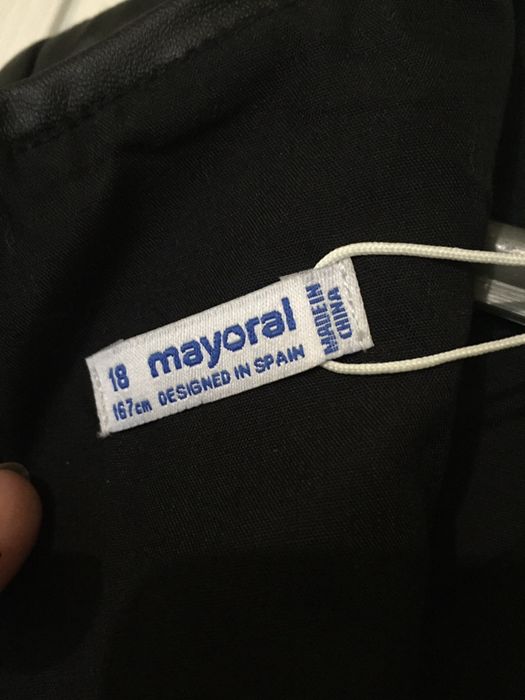 18 mayoral
167cm DESIGNED IN SPAIN
MADE IN
CHINA